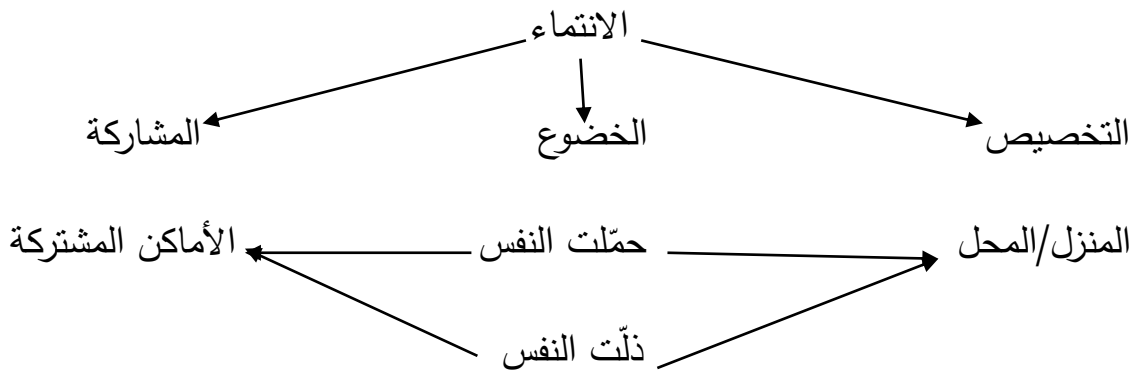 الانتماء
التخصيص الخضوع المشاركة
المنزل/المحل حمّلت النفس الأماكن المشتركة
ذلّت النفس